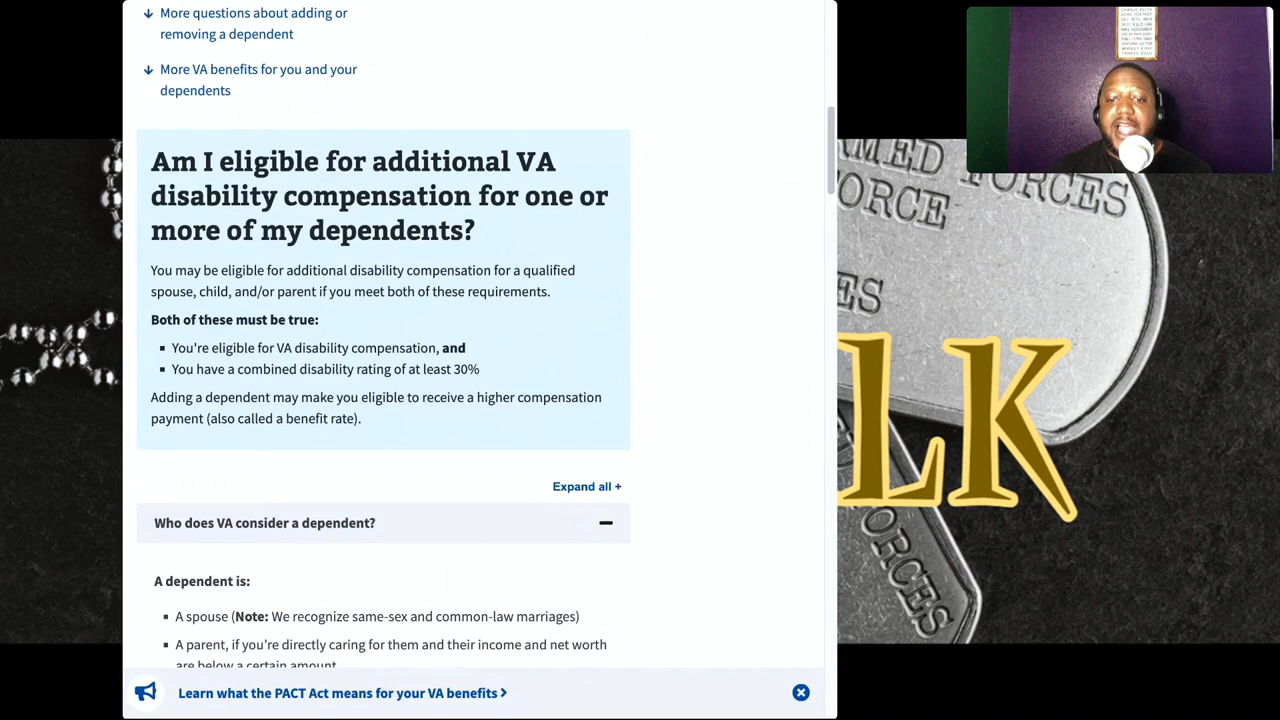 More questions about adding or
removing a dependent
More VA benefits for you and your
dependents
Am I eligible for additional VA
disability compensation for one or
more of my dependents?
You may be eligible for additional disability compensation for a qualified
spouse, child, and/or parent if you meet both of these requirements.
Both of these must be true:
You're eligible for VA disability compensation, and
You have a combined disability rating of at least 30%
Adding a dependent may make you eligible to receive a higher compensation
payment (also called a benefit rate).
Expand all +
Who does VA consider a dependent?
A dependent is:
A spouse (Note: We recognize same-sex and common-law marriages)
A parent, if you’re directly caring for them and their income and net worth
are below a certain amount
Learn what the PACT Act means for your VA benefits
FORCES
LK
FORCES